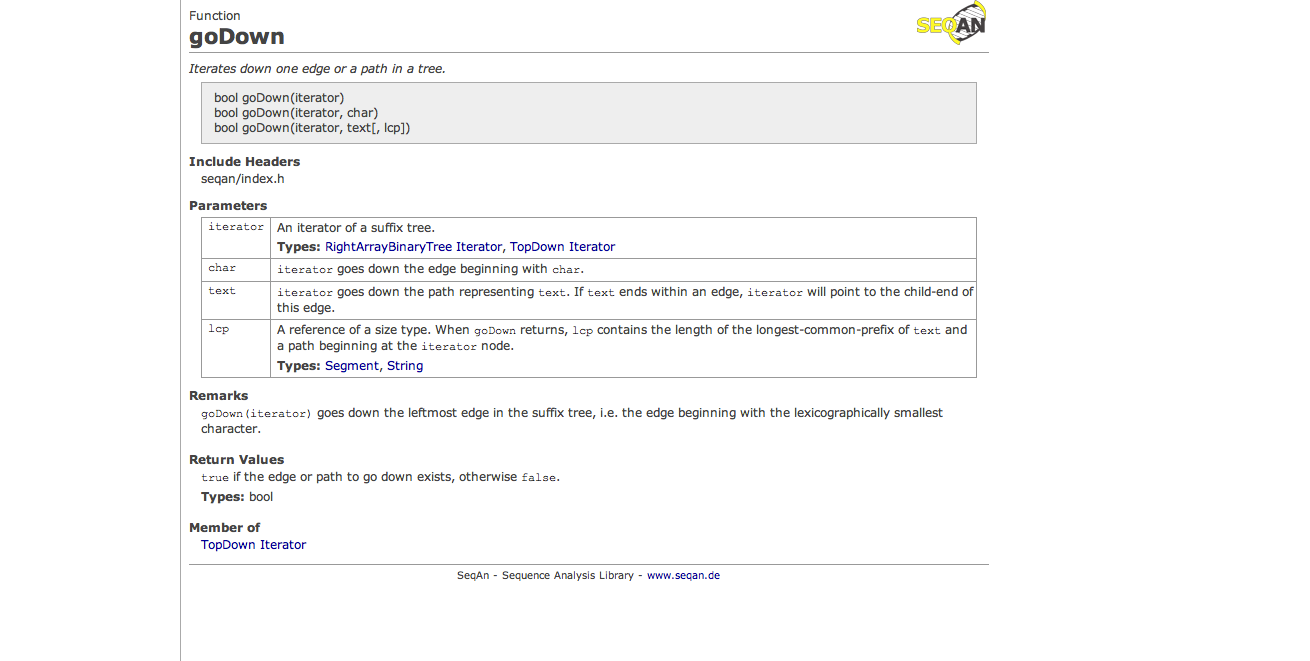 Function
goDown
SEQAN
Iterates down one edge or a path in a tree.
bool goDown(iterator)
bool goDown(iterator, char)
bool goDown(iterator, text[, lcp])
Include Headers
seqan/index.h
Parameters
iterator An iterator of a suffix tree.
Types: RightArrayBinaryTree Iterator, TopDown Iterator
char iterator goes down the edge beginning with char.
text iterator goes down the path representing text. If text ends within an edge, iterator will point to the child-end of
this edge.
lcp A reference of a size type. When goDown returns, lcp contains the length of the longest-common-prefix of text and
a path beginning at the iterator node.
Types: Segment, String
Remarks
goDown(iterator) goes down the leftmost edge in the suffix tree, i.e. the edge beginning with the lexicographically smallest
character.
Return Values
true if the edge or path to go down exists, otherwise false.
Types: bool
Member of
TopDown Iterator
SeqAn - Sequence Analysis Library - www.seqan.de